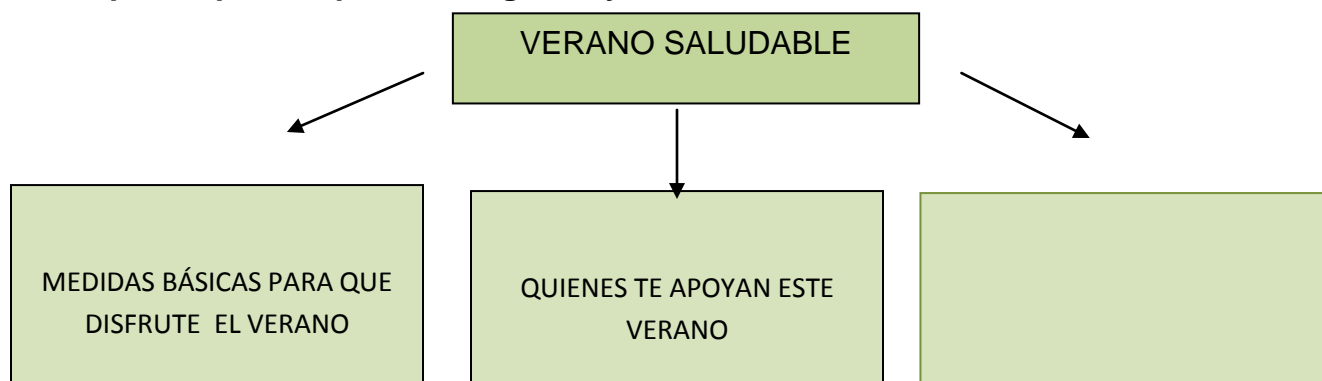 VERANO SALUDABLE
MEDIDAS BÁSICAS PARA QUE
DISFRUTE EL VERANO
QUIENES TE APOYAN ESTE
VERANO